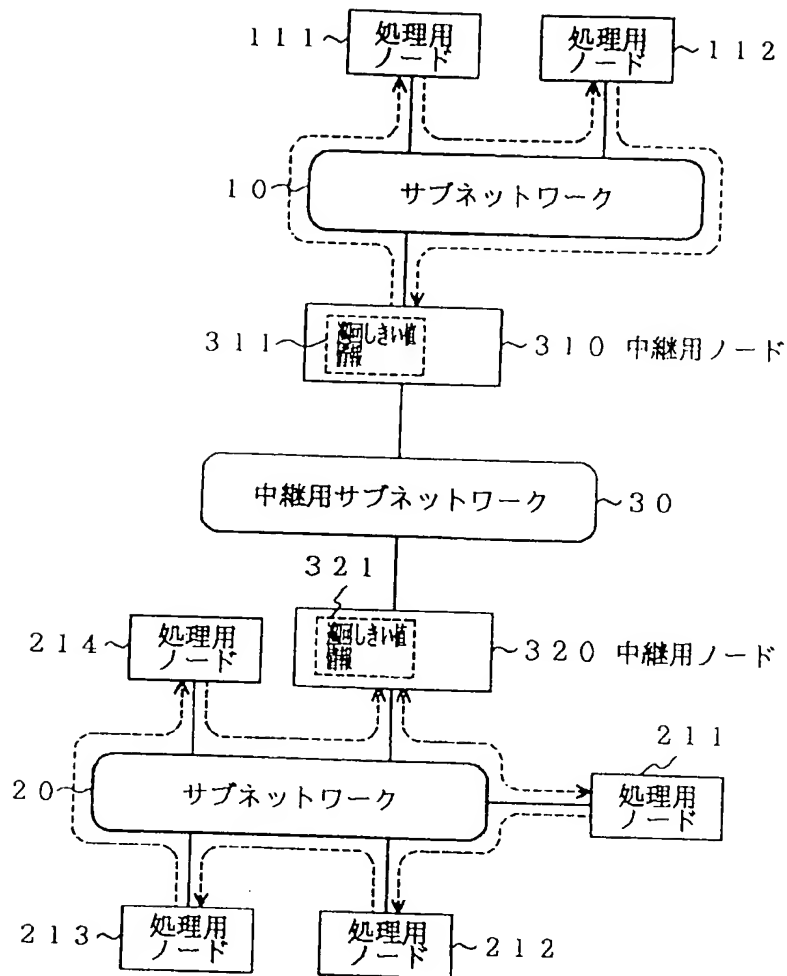 111
処理用
ノード
処理用
ノード
112
10
サブネットワーク
311
巡回しきい値
情報
310 中継用ノード
中継用サブネットワーク
30
321
214
処理用
ノード
巡回しきい値
情報
320 中継用ノード
211
20
サブネットワーク
処理用
ノード
213
処理用
ノード
処理用
ノード
212